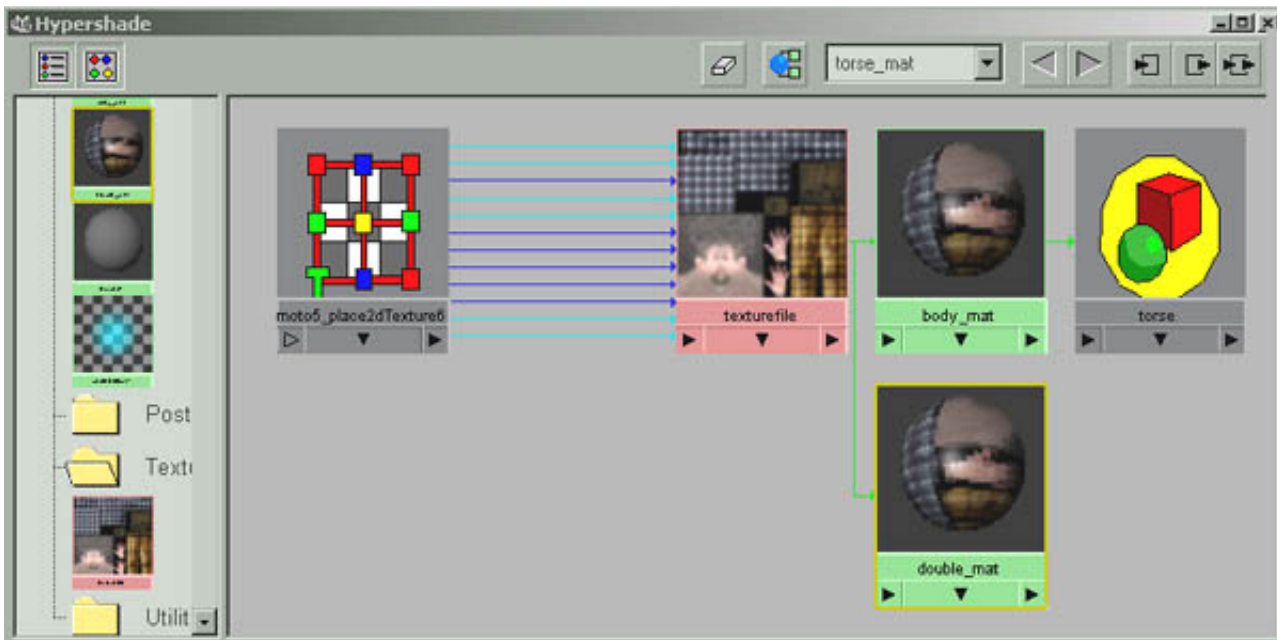 Hypershade
torse_mat
Post
Text
Utilit
moto5_place2dTexture6
texturefile
body_mat
torse
double_mat